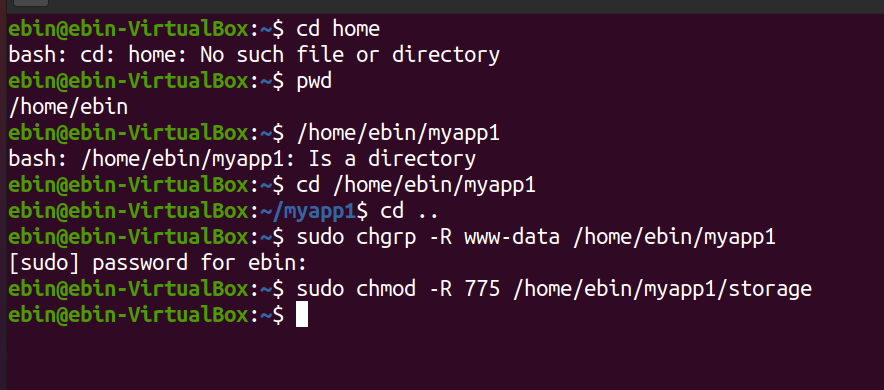 ebin@ebin-VirtualBox:~$ cd home
bash: cd: home: No such file or directory
ebin@ebin-VirtualBox:~$ pwd
/home/ebin
ebin@ebin-VirtualBox:~$ /home/ebin/myapp1
bash: /home/ebin/myapp1: Is a directory
ebin@ebin-VirtualBox:~$ cd /home/ebin/myapp1
ebin@ebin-VirtualBox:~/myapp1$ cd ..
ebin@ebin-VirtualBox:~$ sudo chgrp -R www-data /home/ebin/myapp1
[sudo] password for ebin:
ebin@ebin-VirtualBox:~$ sudo chmod -R 775 /home/ebin/myapp1/storage
ebin@ebin-VirtualBox:~$